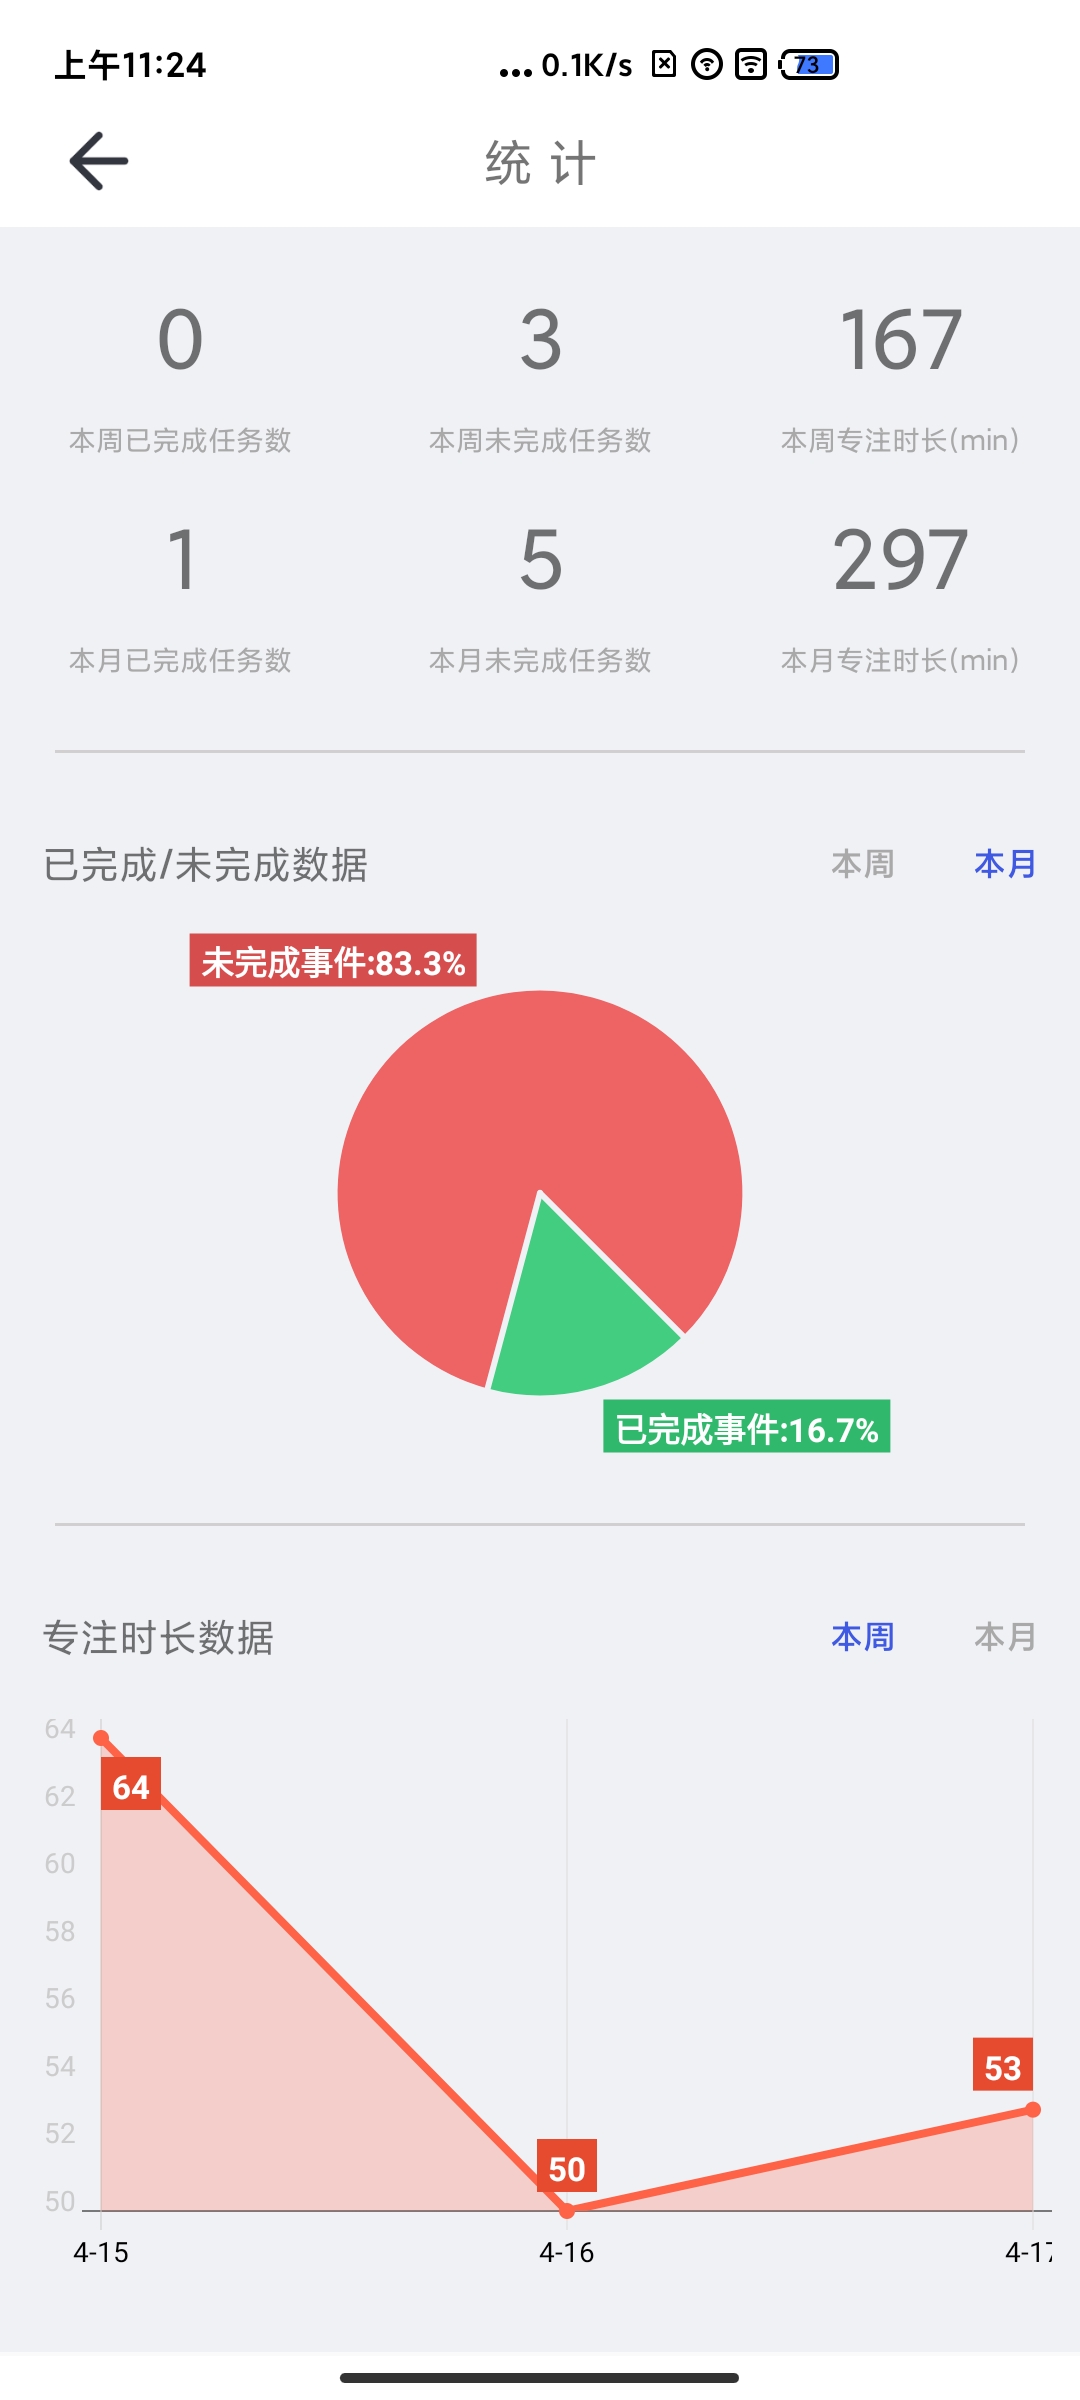 上午11:24 ... 0.1K/s 73
统计
0 3 167
本周已完成任务数 本周未完成任务数 本周专注时长(min)
1 5 297
本月已完成任务数 本月未完成任务数 本月专注时长(min)
已完成/未完成数据 本周 本月
未完成事件:83.3%
已完成事件:16.7%
专注时长数据 本周 本月
64
64
62
60
58
56
54
53
52
50
50
4-15 4-16 4-17